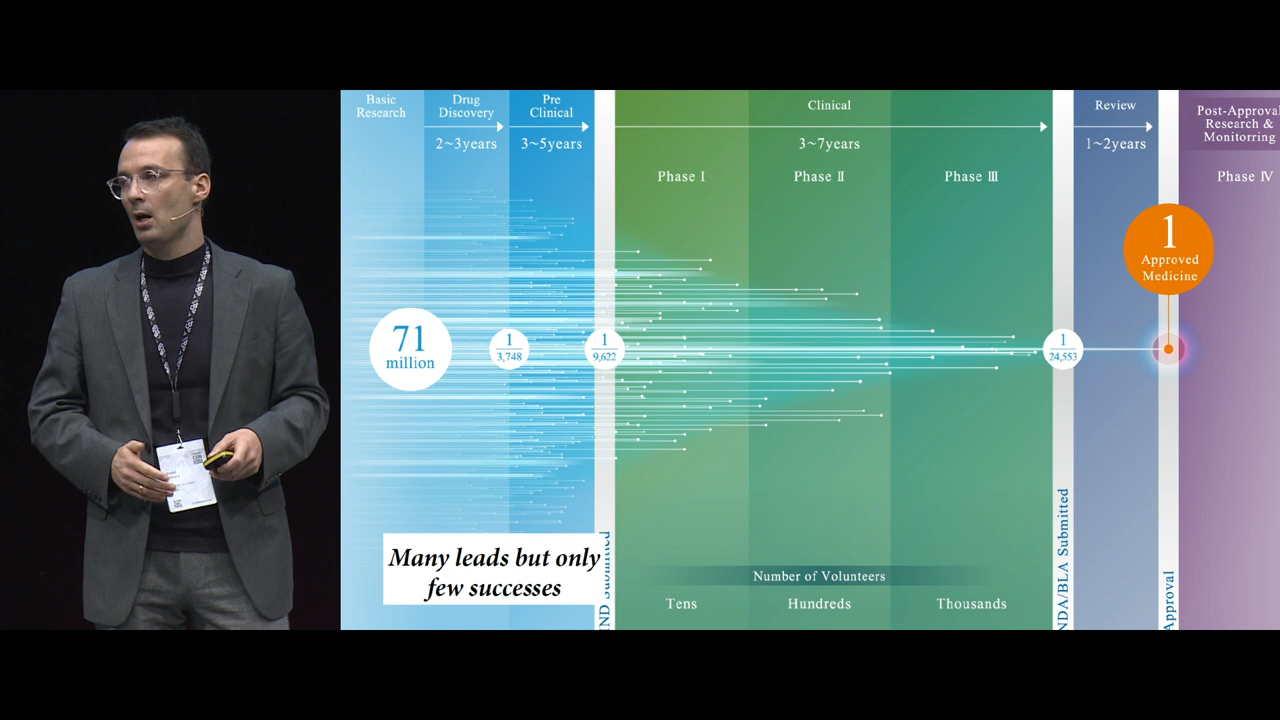 Basic
Research
Drug
Discovery
2~3years
Pre
Clinical
3~5years
Clinical
3~7years
Phase Ⅰ
Phase Ⅱ
Phase Ⅲ
Review
1~2years
Post-Approval
Research &
Monitorring
Phase Ⅳ
1
Approved
Medicine
71
million
1
3,748
1
9,622
1
24,553
Many leads but only
few successes
IND Submitted
NDA/BLA Submitted
Approval
Number of Volunteers
Tens
Hundreds
Thousands